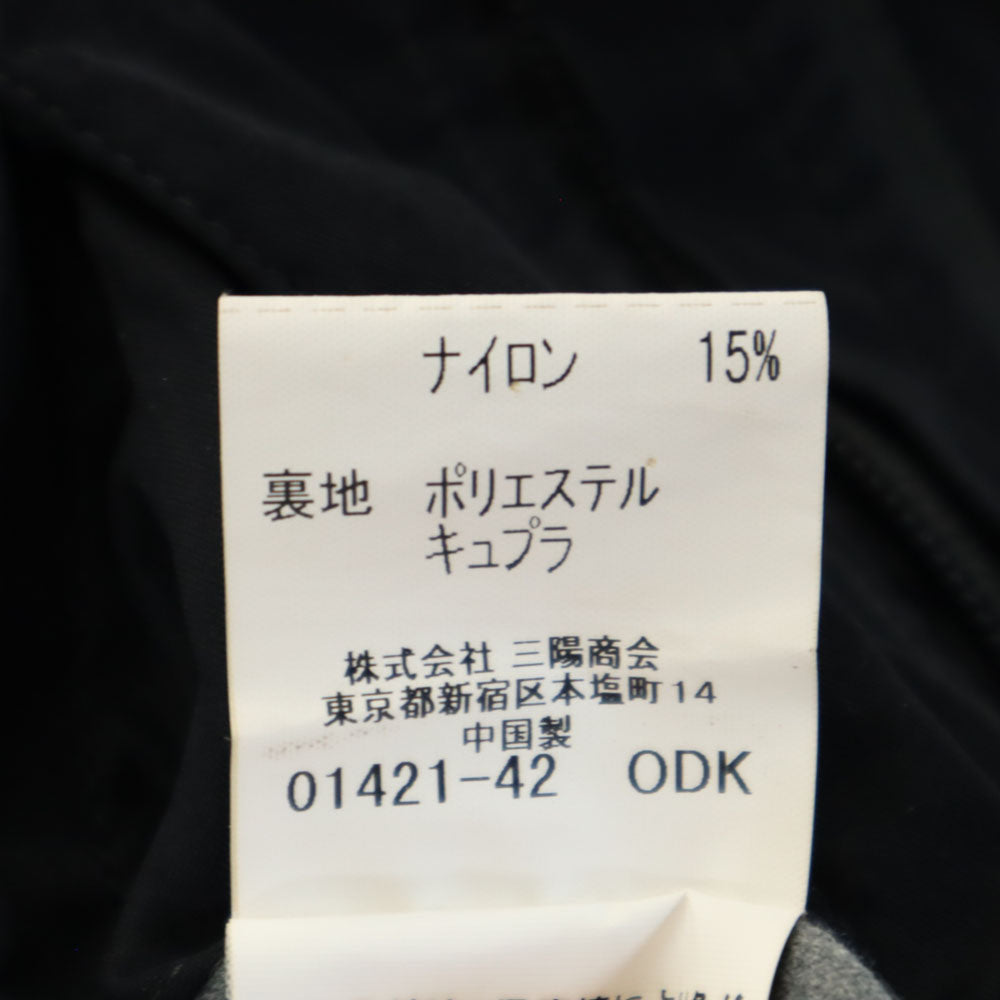 ナイロン 15%
裏地 ポリエステル
キュプラ
株式会社 三陽商会
東京都新宿区本塩町14
中国製
01421-42 ODK